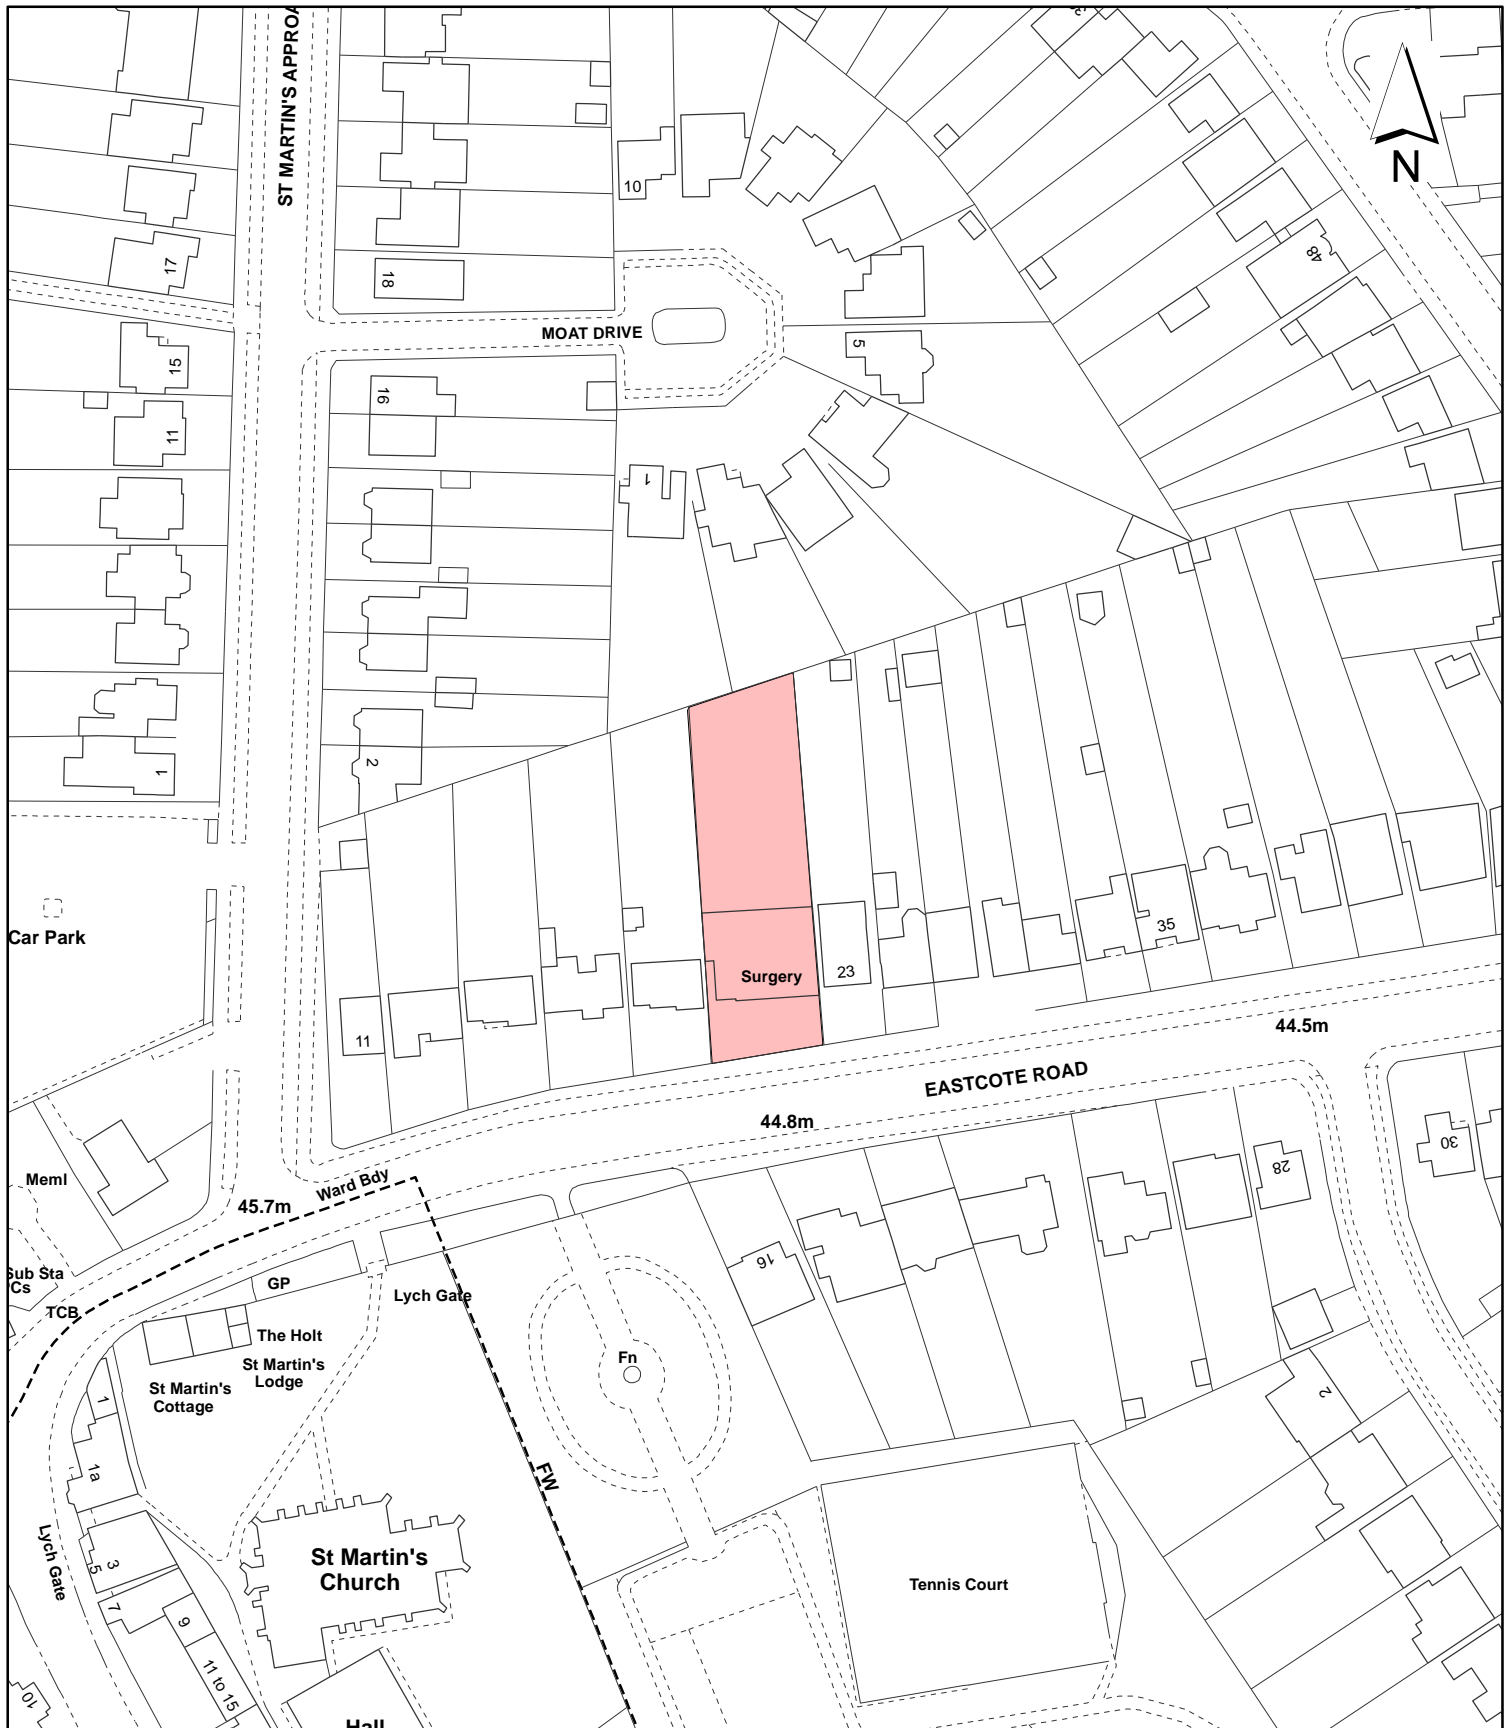 ST MARTIN'S APPROA
N
10
17
18
MOAT DRIVE
48
5
15
16
11
1
2
1
Car Park
Surgery
23
35
11
44.5m
EASTCOTE ROAD
44.8m
30
28
Meml
Ward Bdy
45.7m
16
Sub Sta
Cs
GP
Lych Gate
TCB
The Holt
St Martin's
Lodge
Fn
St Martin's
Cottage
1
2
1a
FW
Lych Gate
St Martin's
Church
3
5
Tennis Court
7
9
11 to 15
10
Hall